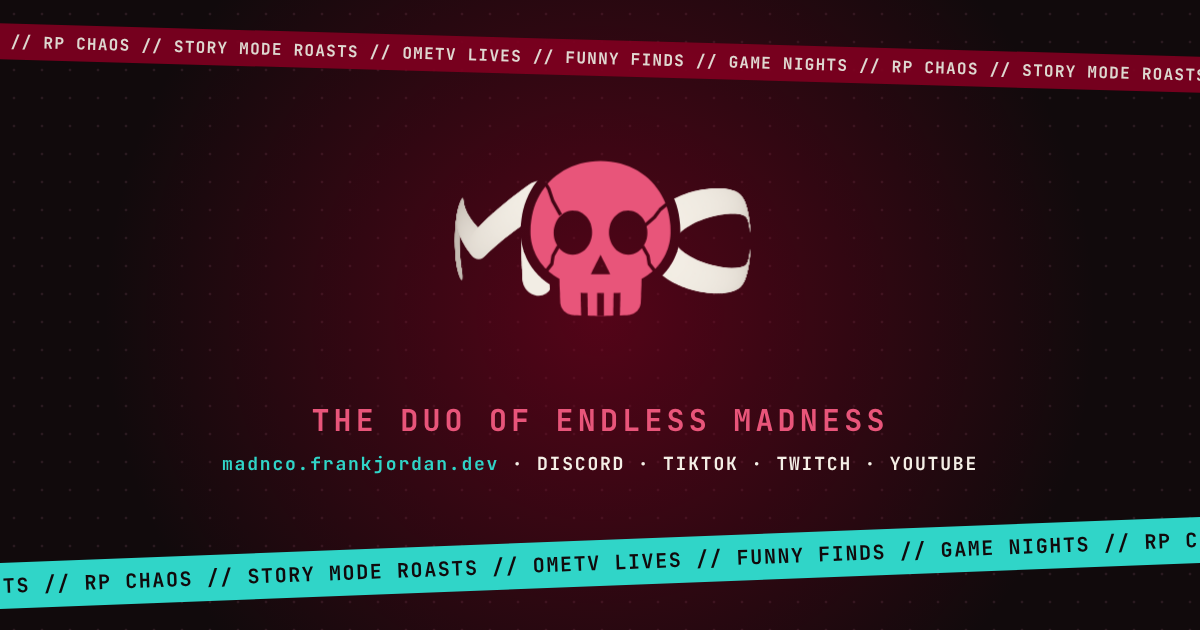 // RP CHAOS // STORY MODE ROASTS // OMETV LIVES // FUNNY FINDS // GAME NIGHTS // RP CHAOS // STORY MODE ROASTS
THE DUO OF ENDLESS MADNESS
madnco.frankjordan.dev · DISCORD · TIKTOK · TWITCH · YOUTUBE
TS // RP CHAOS // STORY MODE ROASTS // OMETV LIVES // FUNNY FINDS // GAME NIGHTS // RP C